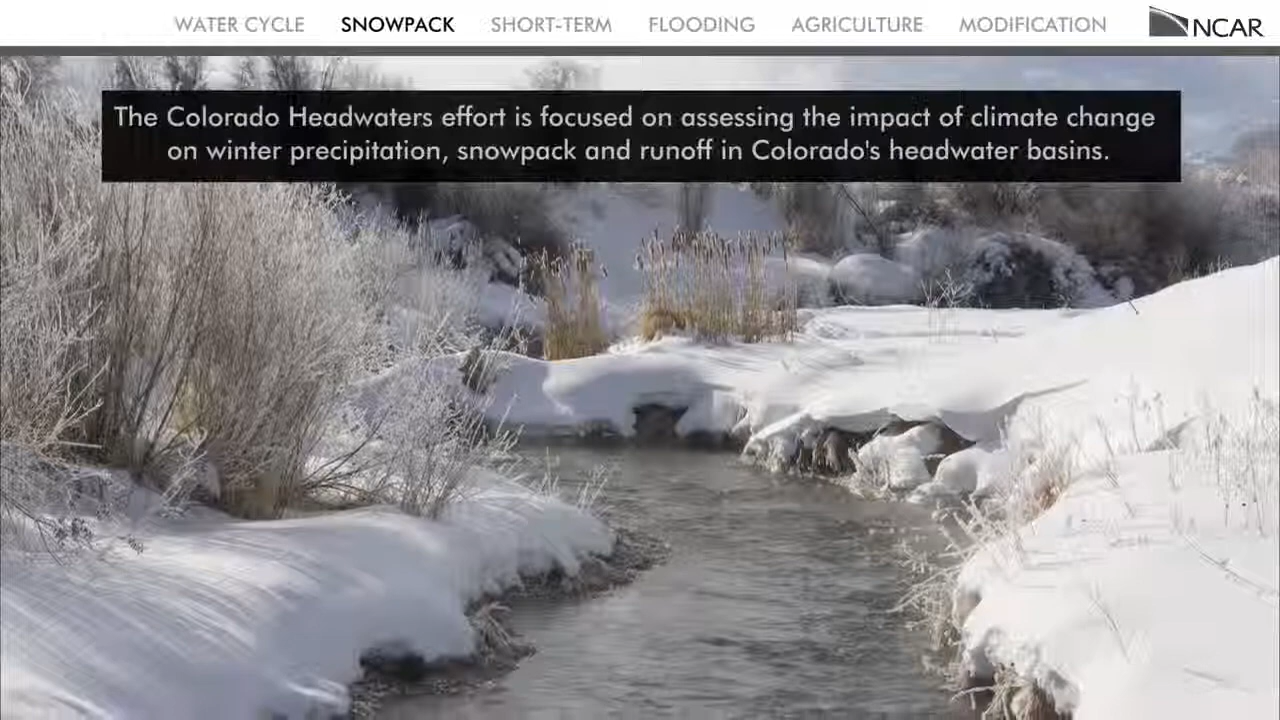 WATER CYCLE SNOWPACK SHORT-TERM FLOODING AGRICULTURE MODIFICATION NCAR
The Colorado Headwaters effort is focused on assessing the impact of climate change
on winter precipitation, snowpack and runoff in Colorado's headwater basins.